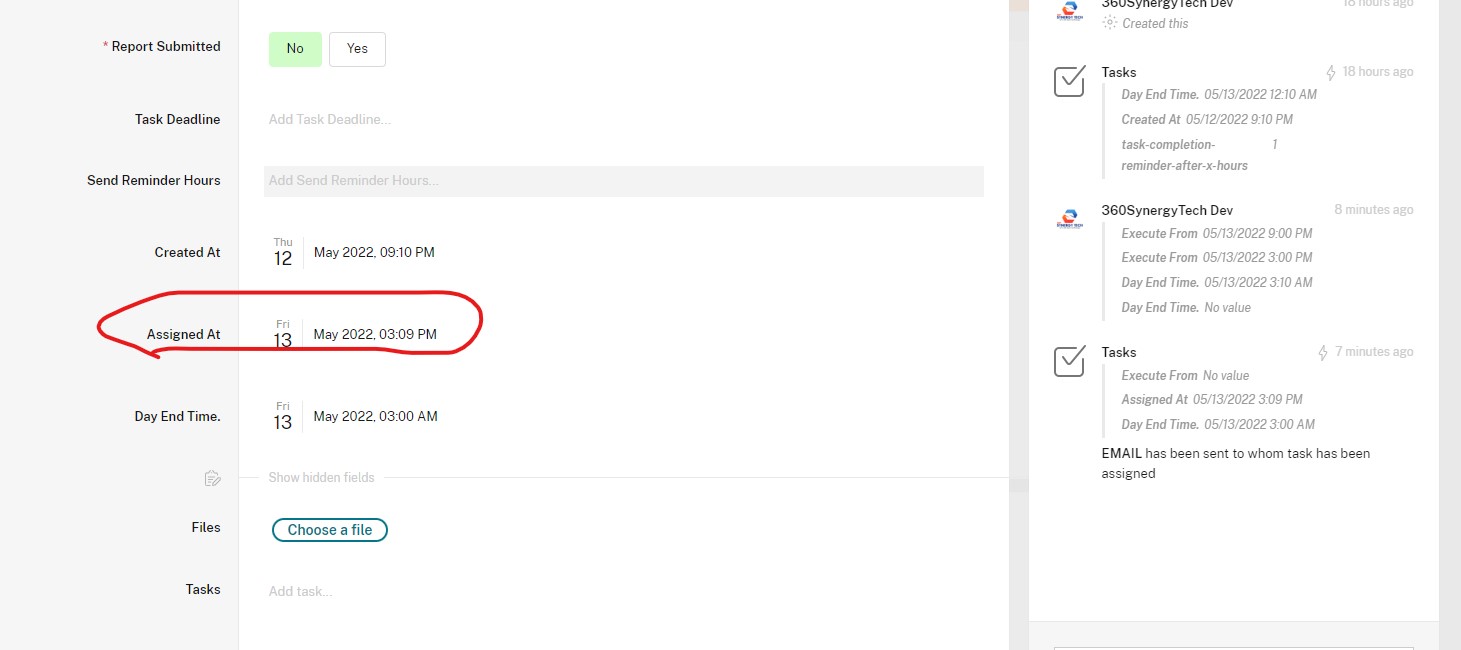 * Report Submitted
No
Yes
Task Deadline
Add Task Deadline...
Send Reminder Hours
Add Send Reminder Hours...
Created At
Thu
12
May 2022, 09:10 PM
Assigned At
Fri
13
May 2022, 03:09 PM
Day End Time.
Fri
13
May 2022, 03:00 AM
Show hidden fields
Files
Choose a file
Tasks
Add task...
360SynergyTech Dev
18 hours ago
Created this
Tasks
18 hours ago
Day End Time. 05/13/2022 12:10 AM
Created At 05/12/2022 9:10 PM
task-completion- 1
reminder-after-x-hours
360SynergyTech Dev
8 minutes ago
Execute From 05/13/2022 9:00 PM
Execute From 05/13/2022 3:00 PM
Day End Time. 05/13/2022 3:10 AM
Day End Time. No value
Tasks
7 minutes ago
Execute From No value
Assigned At 05/13/2022 3:09 PM
Day End Time. 05/13/2022 3:00 AM
EMAIL has been sent to whom task has been
assigned